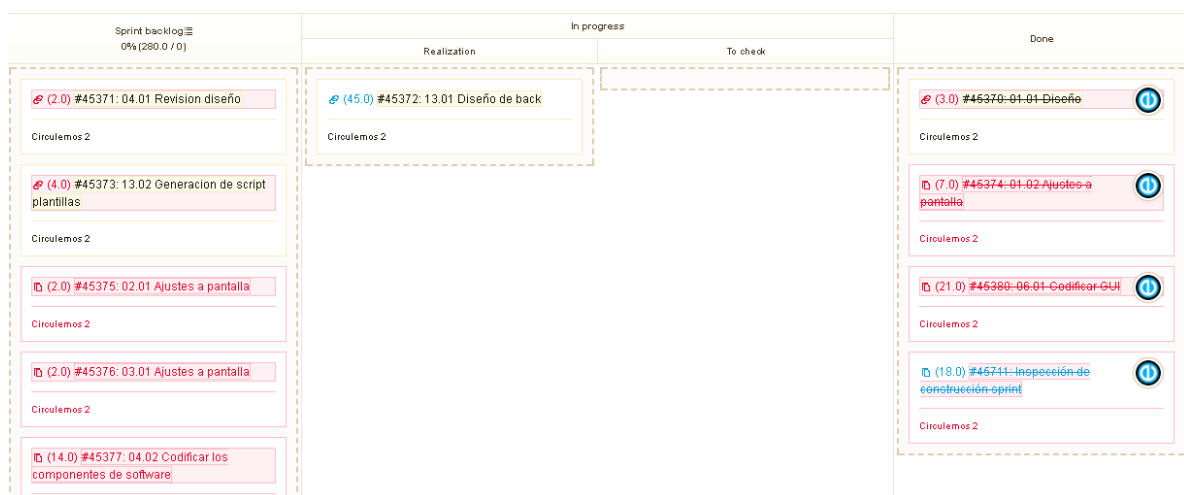 Sprint backlog
0% (280.0 / 0)
In progress
Realization
To check
Done
(2.0) #45371: 04.01 Revision diseño
Circulemos 2
(4.0) #45373: 13.02 Generacion de script
plantillas
Circulemos 2
(2.0) #45375: 02.01 Ajustes a pantalla
Circulemos 2
(2.0) #45376: 03.01 Ajustes a pantalla
Circulemos 2
(14.0) #45377: 04.02 Codificar los
componentes de software
(45.0) #45372: 13.01 Diseño de back
Circulemos 2
(3.0) #45370: 01.01 Diseño
Circulemos 2
(7.0) #45374: 01.02 Ajustes a
pantalla
Circulemos 2
(21.0) #45380: 06.01 Codificar GUI
Circulemos 2
(18.0) #45711: Inspección de
construcción sprint
Circulemos 2